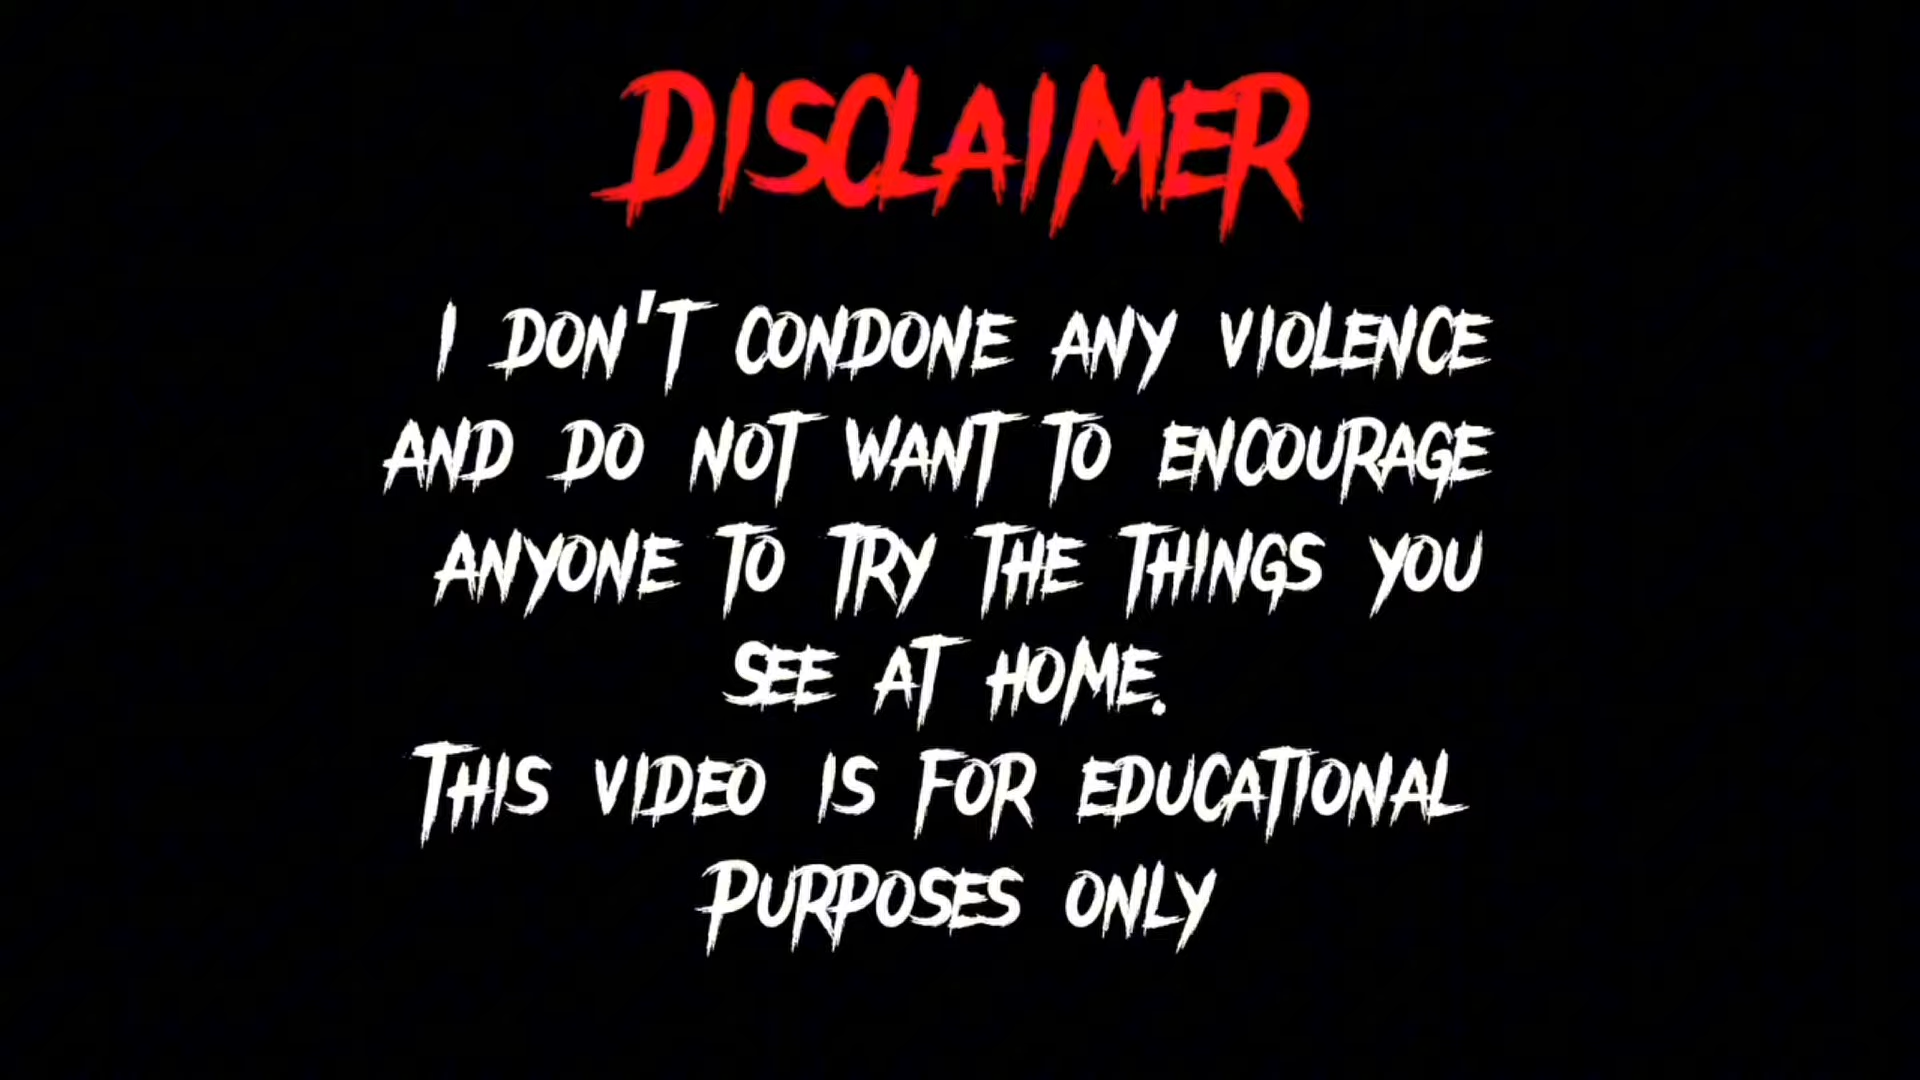 DISCLAIMER
I DON'T CONDONE ANY VIOLENCE
AND DO NOT WANT TO ENCOURAGE
ANYONE TO TRY THE THINGS YOU
SEE AT HOME.
THIS VIDEO IS FOR EDUCATIONAL
PURPOSES ONLY